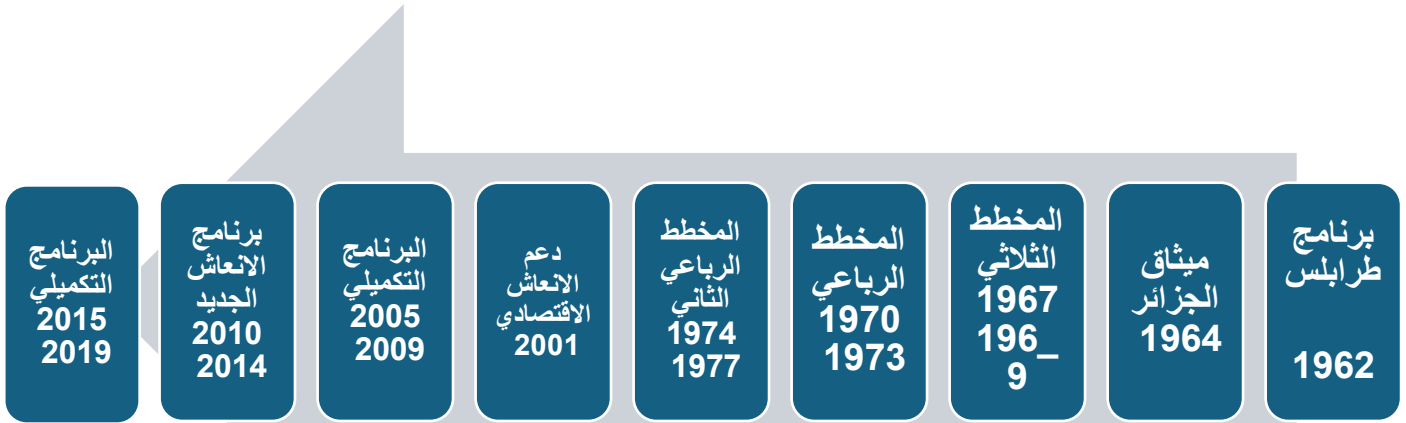 برنامج
طرابلس
1962
ميثاق
الجزائر
1964
المخطط
الثلاثي
1967
196_
9
المخطط
الرباعي
1970
1973
المخطط
الرباعي
الثاني
1974
1977
دعم
الانعاش
الاقتصادي
2001
البرنامج
التكميلي
2005
2009
برنامج
الانعاش
الجديد
2010
2014
البرنامج
التكميلي
2015
2019